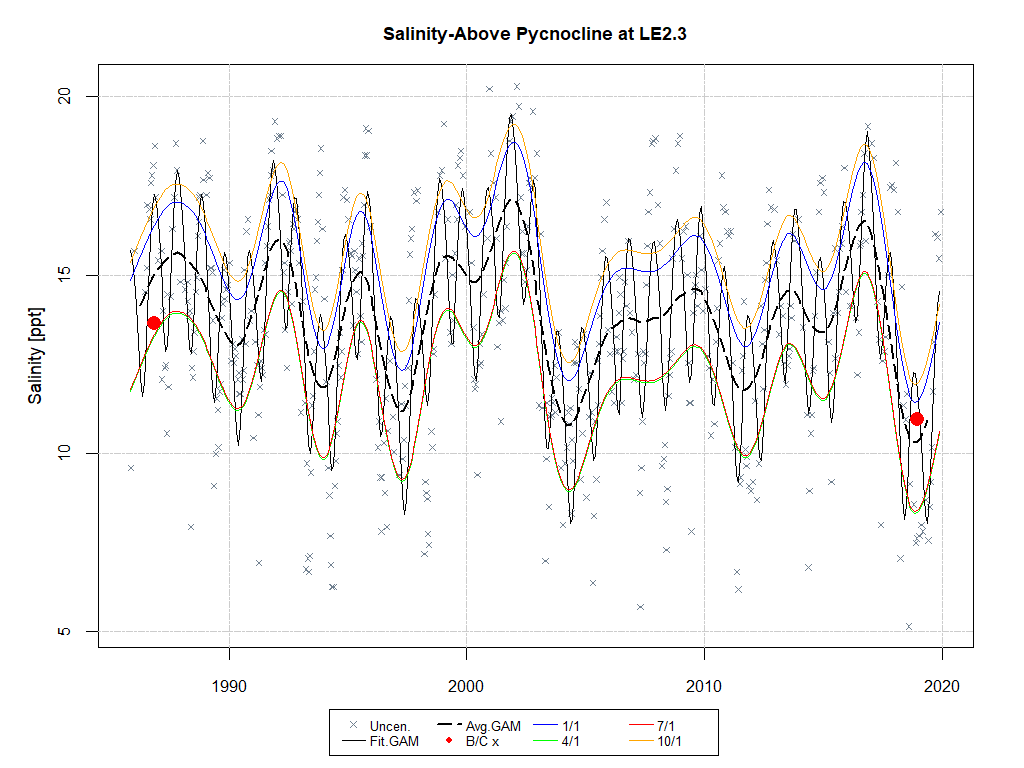 Salinity-Above Pycnocline at LE2.3
Salinity [ppt]
20
15
10
5
1990 2000 2010 2020
Uncen. Avg.GAM 1/1 7/1
Fit.GAM B/C x 4/1 10/1